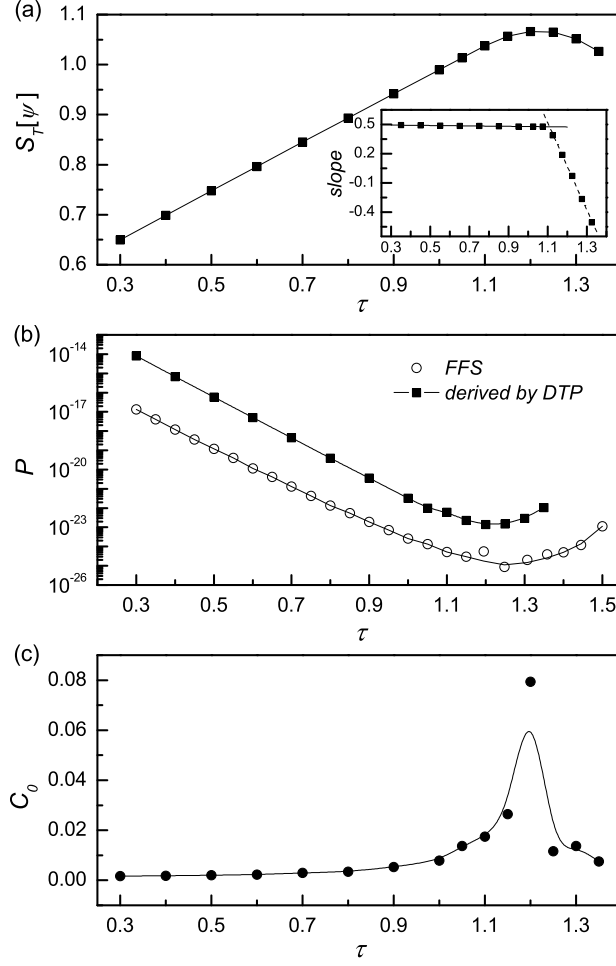 (a)
1.1
1.0
0.9
0.8
0.7
0.6
S_T[ψ]
0.5
0.2
-0.1
-0.4
slope
0.3 0.5 0.7 0.9 1.1 1.3
0.3 0.5 0.7 0.9 1.1 1.3
τ
(b)
10^-14
10^-17
10^-20
10^-23
10^-26
P
FFS
derived by DTP
0.3 0.5 0.7 0.9 1.1 1.3 1.5
τ
(c)
0.08
0.06
0.04
0.02
0.00
C_0
0.3 0.5 0.7 0.9 1.1 1.3
τ